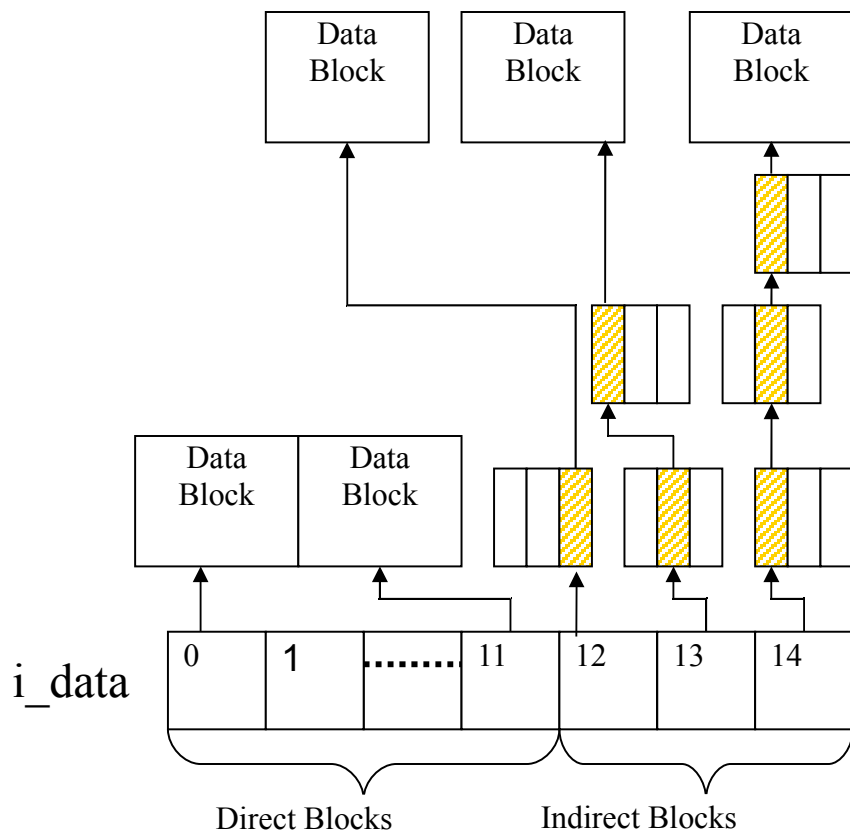 Data
Block
Data
Block
Data
Block
Data
Block
Data
Block
i_data
0
1
11
12
13
14
Direct Blocks
Indirect Blocks